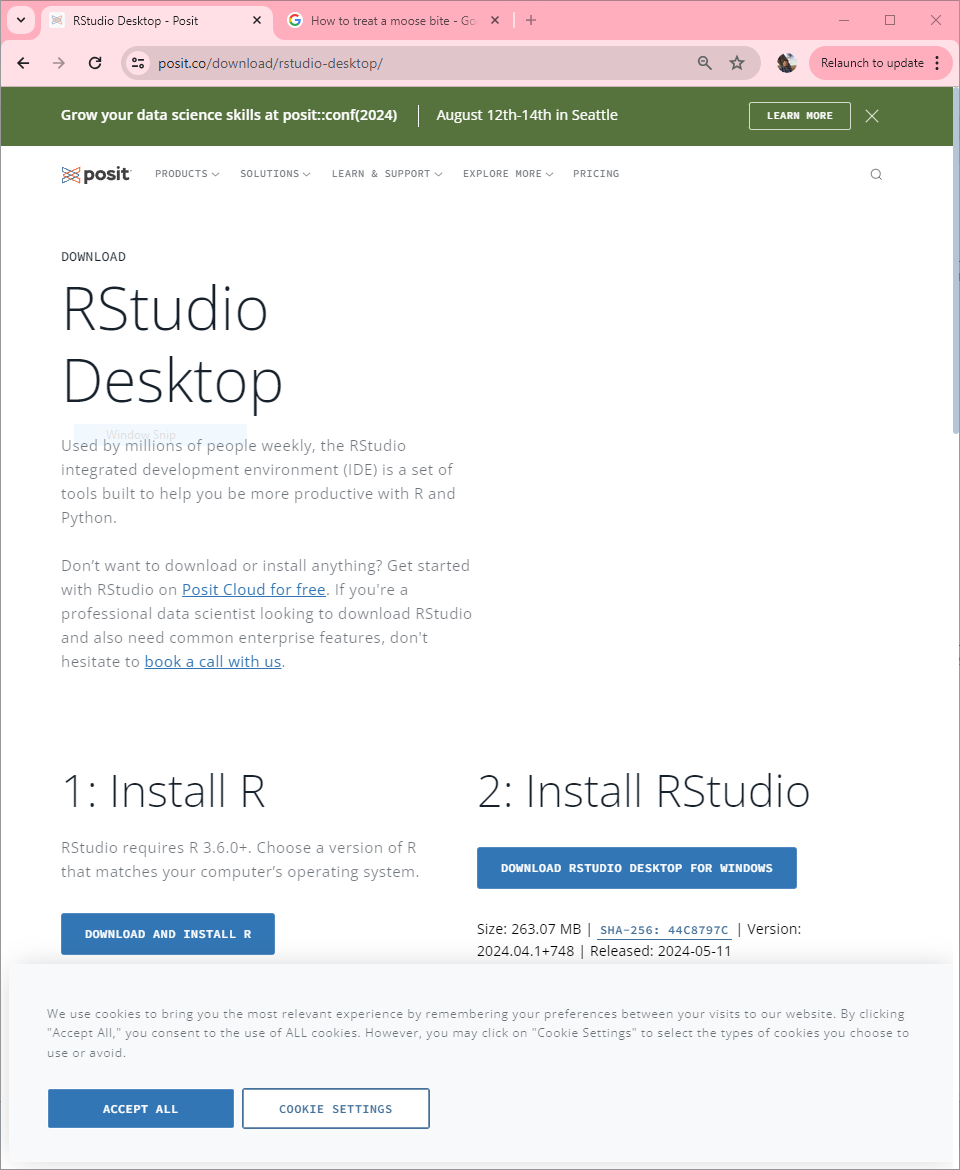 RStudio Desktop - Posit
How to treat a moose bite - Go
posit.co/download/rstudio-desktop/
Relaunch to update
Grow your data science skills at posit::conf(2024)
August 12th-14th in Seattle
LEARN MORE
posit
PRODUCTS
SOLUTIONS
LEARN & SUPPORT
EXPLORE MORE
PRICING
DOWNLOAD
RStudio
Desktop
Window Snip
Used by millions of people weekly, the RStudio
integrated development environment (IDE) is a set of
tools built to help you be more productive with R and
Python.
Don’t want to download or install anything? Get started
with RStudio on Posit Cloud for free. If you're a
professional data scientist looking to download RStudio
and also need common enterprise features, don't
hesitate to book a call with us.
1: Install R
RStudio requires R 3.6.0+. Choose a version of R
that matches your computer’s operating system.
DOWNLOAD AND INSTALL R
2: Install RStudio
DOWNLOAD RSTUDIO DESKTOP FOR WINDOWS
Size: 263.07 MB | SHA-256: 44C8797C | Version:
2024.04.1+748 | Released: 2024-05-11
We use cookies to bring you the most relevant experience by remembering your preferences between your visits to our website. By clicking
"Accept All," you consent to the use of ALL cookies. However, you may click on "Cookie Settings" to select the types of cookies you choose to
use or avoid.
ACCEPT ALL
COOKIE SETTINGS